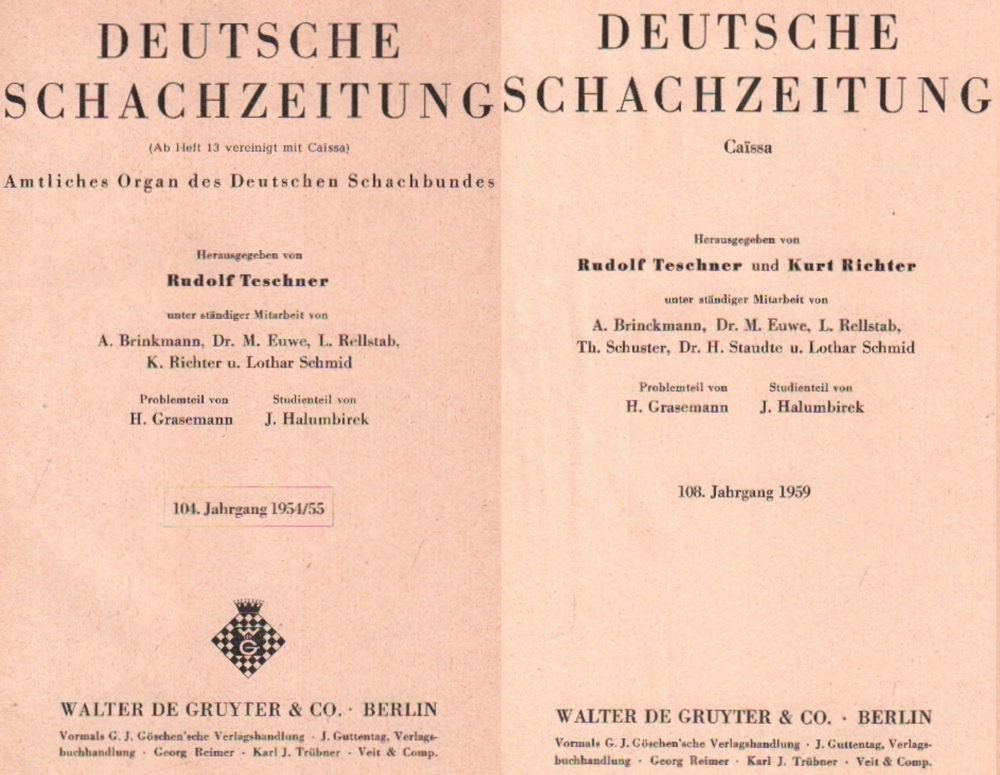 DEUTSCHE
SCHACHZEITUNG
(Ab Heft 13 vereinigt mit Caïssa)
Amtliches Organ des Deutschen Schachbundes
Herausgegeben von
Rudolf Teschner
unter ständiger Mitarbeit von
A. Brinkmann, Dr. M. Euwe, L. Rellstab,
K. Richter u. Lothar Schmid
Problemteil von Studienteil von
H. Grasemann J. Halumbirek
104. Jahrgang 1954/55
G
WALTER DE GRUYTER & CO. · BERLIN
Vormals G. J. Göschen'sche Verlagshandlung · J. Guttentag, Verlags-
buchhandlung · Georg Reimer · Karl J. Trübner · Veit & Comp.
DEUTSCHE
SCHACHZEITUNG
Caïssa
Herausgegeben von
Rudolf Teschner und Kurt Richter
unter ständiger Mitarbeit von
A. Brinckmann, Dr. M. Euwe, L. Rellstab,
Th. Schuster, Dr. H. Staudte u. Lothar Schmid
Problemteil von Studienteil von
H. Grasemann J. Halumbirek
108. Jahrgang 1959
WALTER DE GRUYTER & CO. · BERLIN
Vormals G. J. Göschen'sche Verlagshandlung · J. Guttentag, Verlags-
buchhandlung · Georg Reimer · Karl J. Trübner · Veit & Comp.